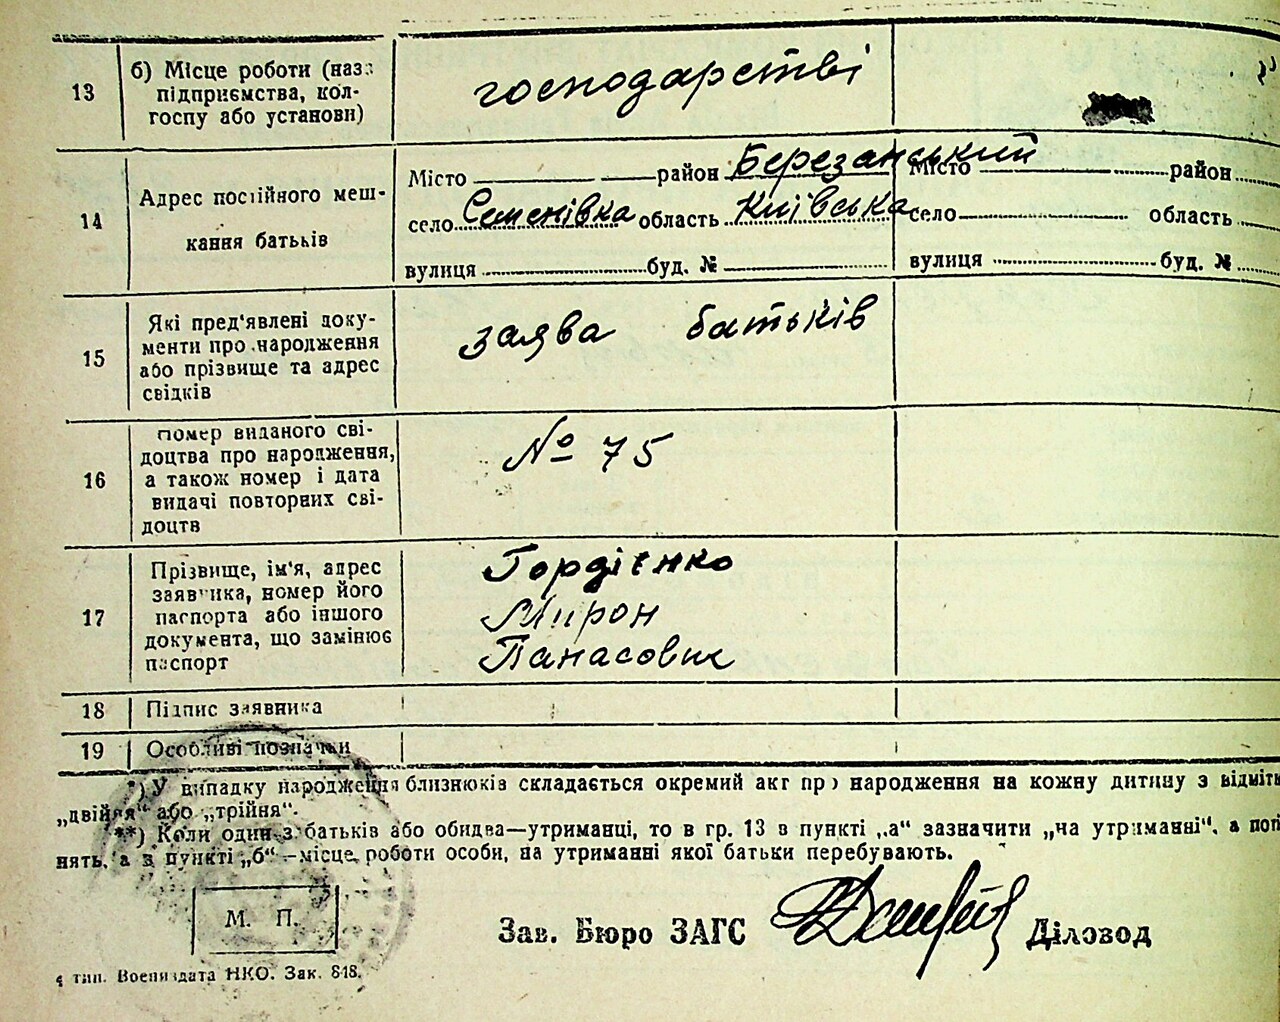 13
б) Місце роботи (назв
підприємства, кол-
госпу або установи)
господарстві
14
Адрес постійного меш-
кання батьків
Місто район Березанський
село Семенівка область Київська
вулиця буд. №
Місто район
село область
вулиця буд. №
15
Які пред'явлені доку-
менти про народження
або прізвище та адрес
свідків
заява батьків
16
Номер виданого сві-
доцтва про народження,
а також номер і дата
видачі повторних сві-
доцтв
№ 75
17
Прізвище, ім'я, адрес
заявника, номер його
паспорта або іншого
документа, що замінює
паспорт
Гордієнко
Мирон
Панасович
18
Підпис заявника
19
Особливі позначки
*) У випадку народження близнюків складається окремий акт про народження на кожну дитину з відміт
„двійня“ або „трійня“.
**) Коли один з батьків або обидва—утриманці, то в гр. 13 в пункті „а“ зазначити „на утриманні“, а
нять, а в пункті „б“—місце роботи особи, на утриманні якої батьки перебувають.
М. П.
Зав. Бюро ЗАГС
Діловод
тип. Воениздата НКО. Зак. 848.